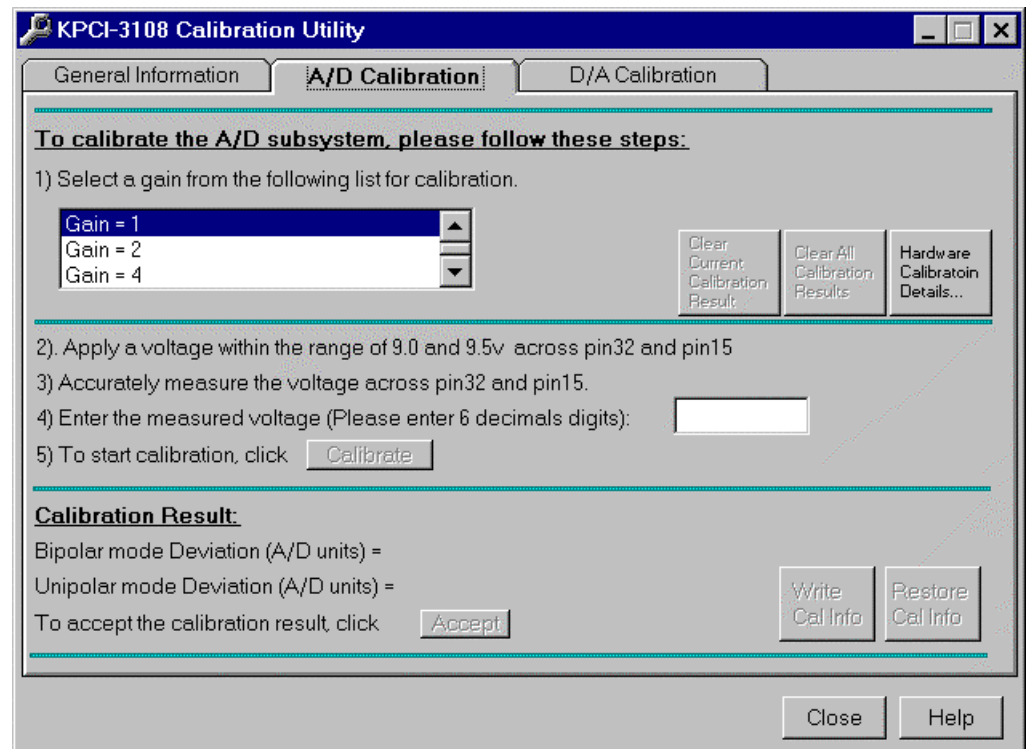 KPCI-3108 Calibration Utility
General Information
A/D Calibration
D/A Calibration
To calibrate the A/D subsystem, please follow these steps:
1) Select a gain from the following list for calibration.
Gain = 1
Gain = 2
Gain = 4
Clear
Current
Calibration
Result
Clear All
Calibration
Results
Hardware
Calibratoin
Details...
2). Apply a voltage within the range of 9.0 and 9.5v across pin32 and pin15
3) Accurately measure the voltage across pin32 and pin15.
4) Enter the measured voltage (Please enter 6 decimals digits):
5) To start calibration, click Calibrate
Calibration Result:
Bipolar mode Deviation (A/D units) =
Unipolar mode Deviation (A/D units) =
To accept the calibration result, click Accept
Write
Cal Info
Restore
Cal Info
Close
Help